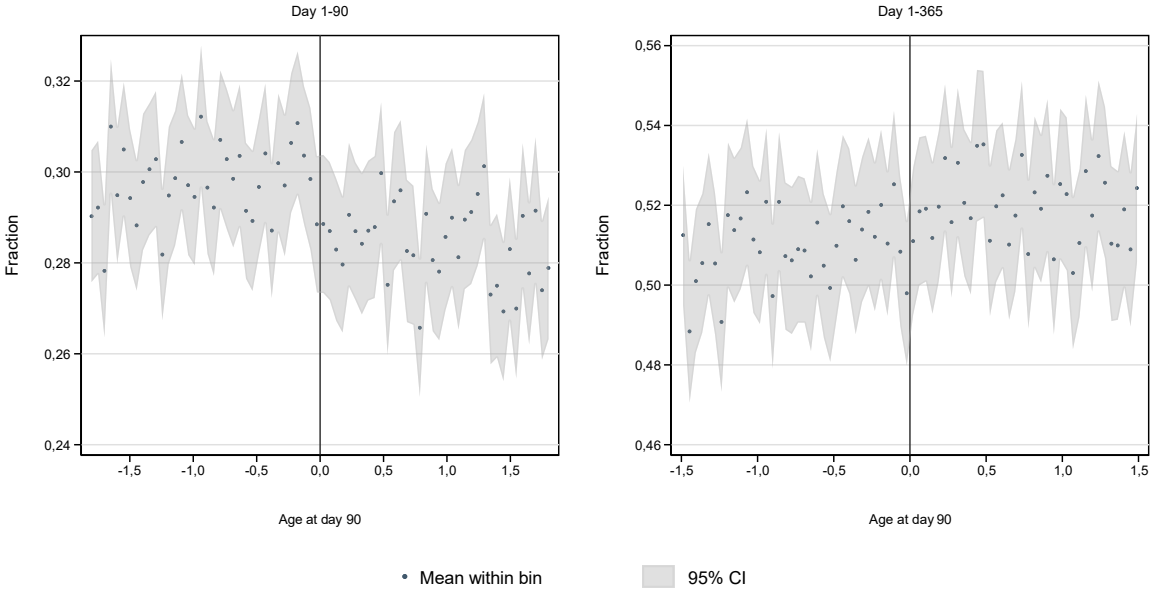 Day 1-90
Fraction
0,32
0,30
0,28
0,26
0,24
-1,5 -1,0 -0,5 0,0 0,5 1,0 1,5
Age at day 90
Day 1-365
Fraction
0,56
0,54
0,52
0,50
0,48
0,46
-1,5 -1,0 -0,5 0,0 0,5 1,0 1,5
Age at day 90
Mean within bin 95% CI